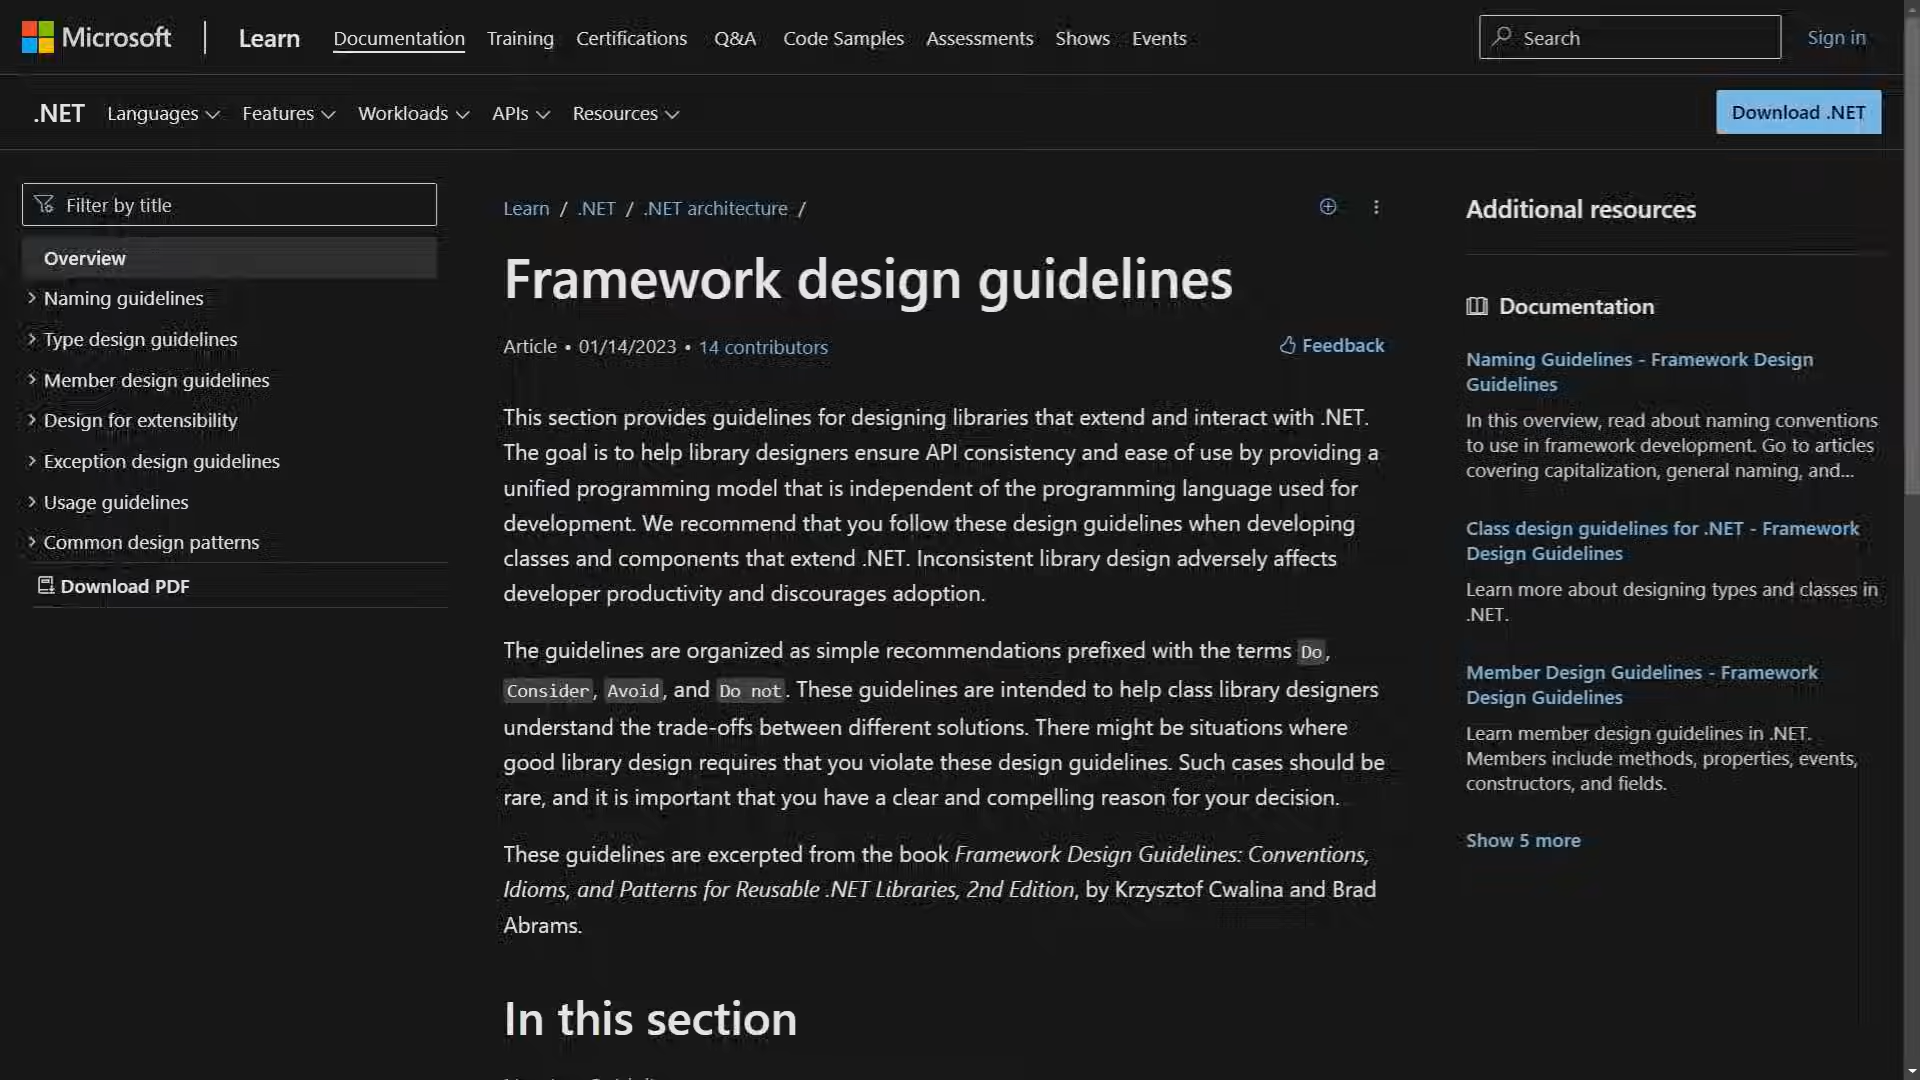 Microsoft
Learn
Documentation
Training
Certifications
Q&A
Code Samples
Assessments
Shows
Events
Search
Sign in
.NET
Languages
Features
Workloads
APIs
Resources
Download .NET
Filter by title
Overview
Naming guidelines
Type design guidelines
Member design guidelines
Design for extensibility
Exception design guidelines
Usage guidelines
Common design patterns
Download PDF
Learn / .NET / .NET architecture /
Framework design guidelines
Article • 01/14/2023 • 14 contributors
Feedback
This section provides guidelines for designing libraries that extend and interact with .NET.
The goal is to help library designers ensure API consistency and ease of use by providing a
unified programming model that is independent of the programming language used for
development. We recommend that you follow these design guidelines when developing
classes and components that extend .NET. Inconsistent library design adversely affects
developer productivity and discourages adoption.
The guidelines are organized as simple recommendations prefixed with the terms Do,
Consider, Avoid, and Do not. These guidelines are intended to help class library designers
understand the trade-offs between different solutions. There might be situations where
good library design requires that you violate these design guidelines. Such cases should be
rare, and it is important that you have a clear and compelling reason for your decision.
These guidelines are excerpted from the book Framework Design Guidelines: Conventions,
Idioms, and Patterns for Reusable .NET Libraries, 2nd Edition, by Krzysztof Cwalina and Brad
Abrams.
In this section
Additional resources
Documentation
Naming Guidelines - Framework Design
Guidelines
In this overview, read about naming conventions
to use in framework development. Go to articles
covering capitalization, general naming, and...
Class design guidelines for .NET - Framework
Design Guidelines
Learn more about designing types and classes in
.NET.
Member Design Guidelines - Framework
Design Guidelines
Learn member design guidelines in .NET.
Members include methods, properties, events,
constructors, and fields.
Show 5 more